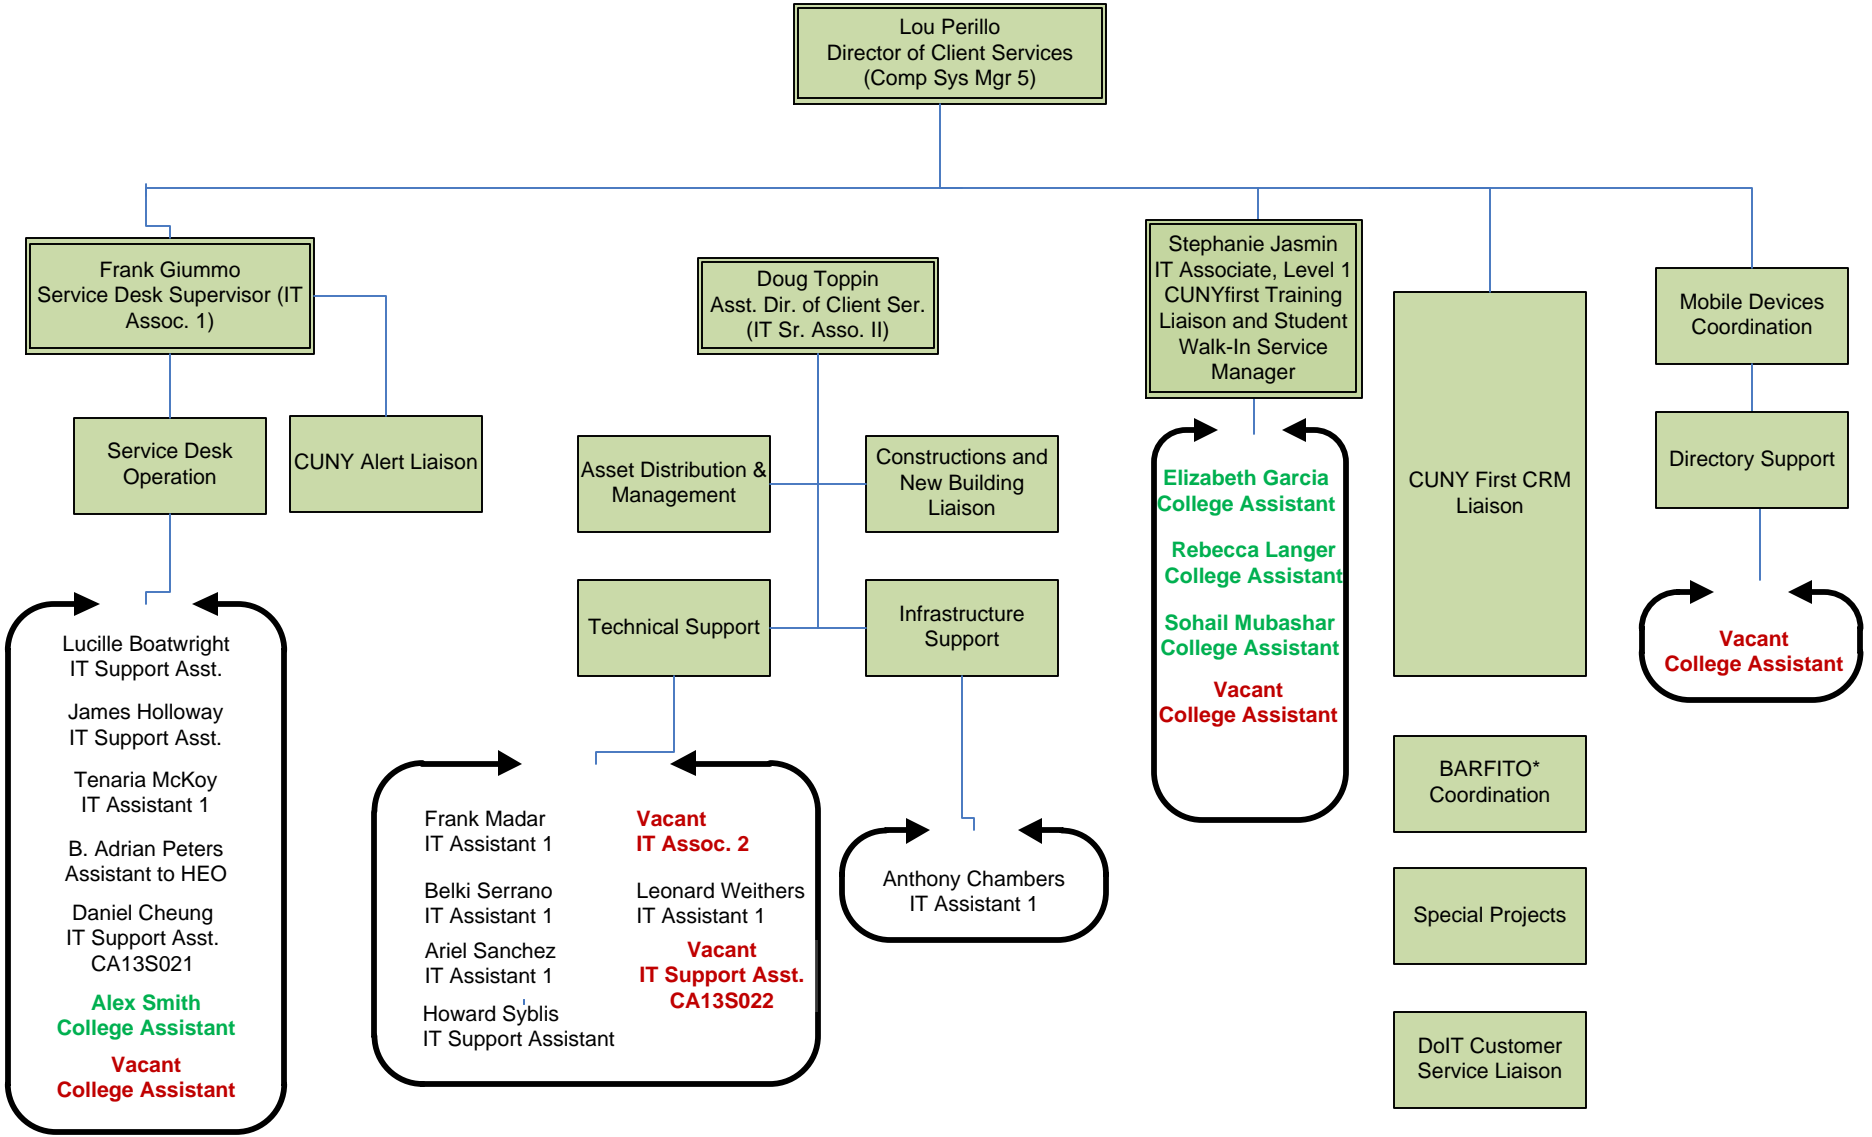 Lou Perillo
Director of Client Services
(Comp Sys Mgr 5)
Frank Giummo
Service Desk Supervisor (IT
Assoc. 1)
Service Desk
Operation
CUNY Alert Liaison
Lucille Boatwright
IT Support Asst.
James Holloway
IT Support Asst.
Tenaria McKoy
IT Assistant 1
B. Adrian Peters
Assistant to HEO
Daniel Cheung
IT Support Asst.
CA13S021
Alex Smith
College Assistant
Vacant
College Assistant
Doug Toppin
Asst. Dir. of Client Ser.
(IT Sr. Asso. II)
Asset Distribution &
Management
Constructions and
New Building
Liaison
Technical Support
Infrastructure
Support
Frank Madar
IT Assistant 1
Belki Serrano
IT Assistant 1
Ariel Sanchez
IT Assistant 1
Howard Syblis
IT Support Assistant
Vacant
IT Assoc. 2
Leonard Weithers
IT Assistant 1
Vacant
IT Support Asst.
CA13S022
Anthony Chambers
IT Assistant 1
Stephanie Jasmin
IT Associate, Level 1
CUNYfirst Training
Liaison and Student
Walk-In Service
Manager
Elizabeth Garcia
College Assistant
Rebecca Langer
College Assistant
Sohail Mubashar
College Assistant
Vacant
College Assistant
CUNY First CRM
Liaison
BARFITO*
Coordination
Special Projects
DoIT Customer
Service Liaison
Mobile Devices
Coordination
Directory Support
Vacant
College Assistant